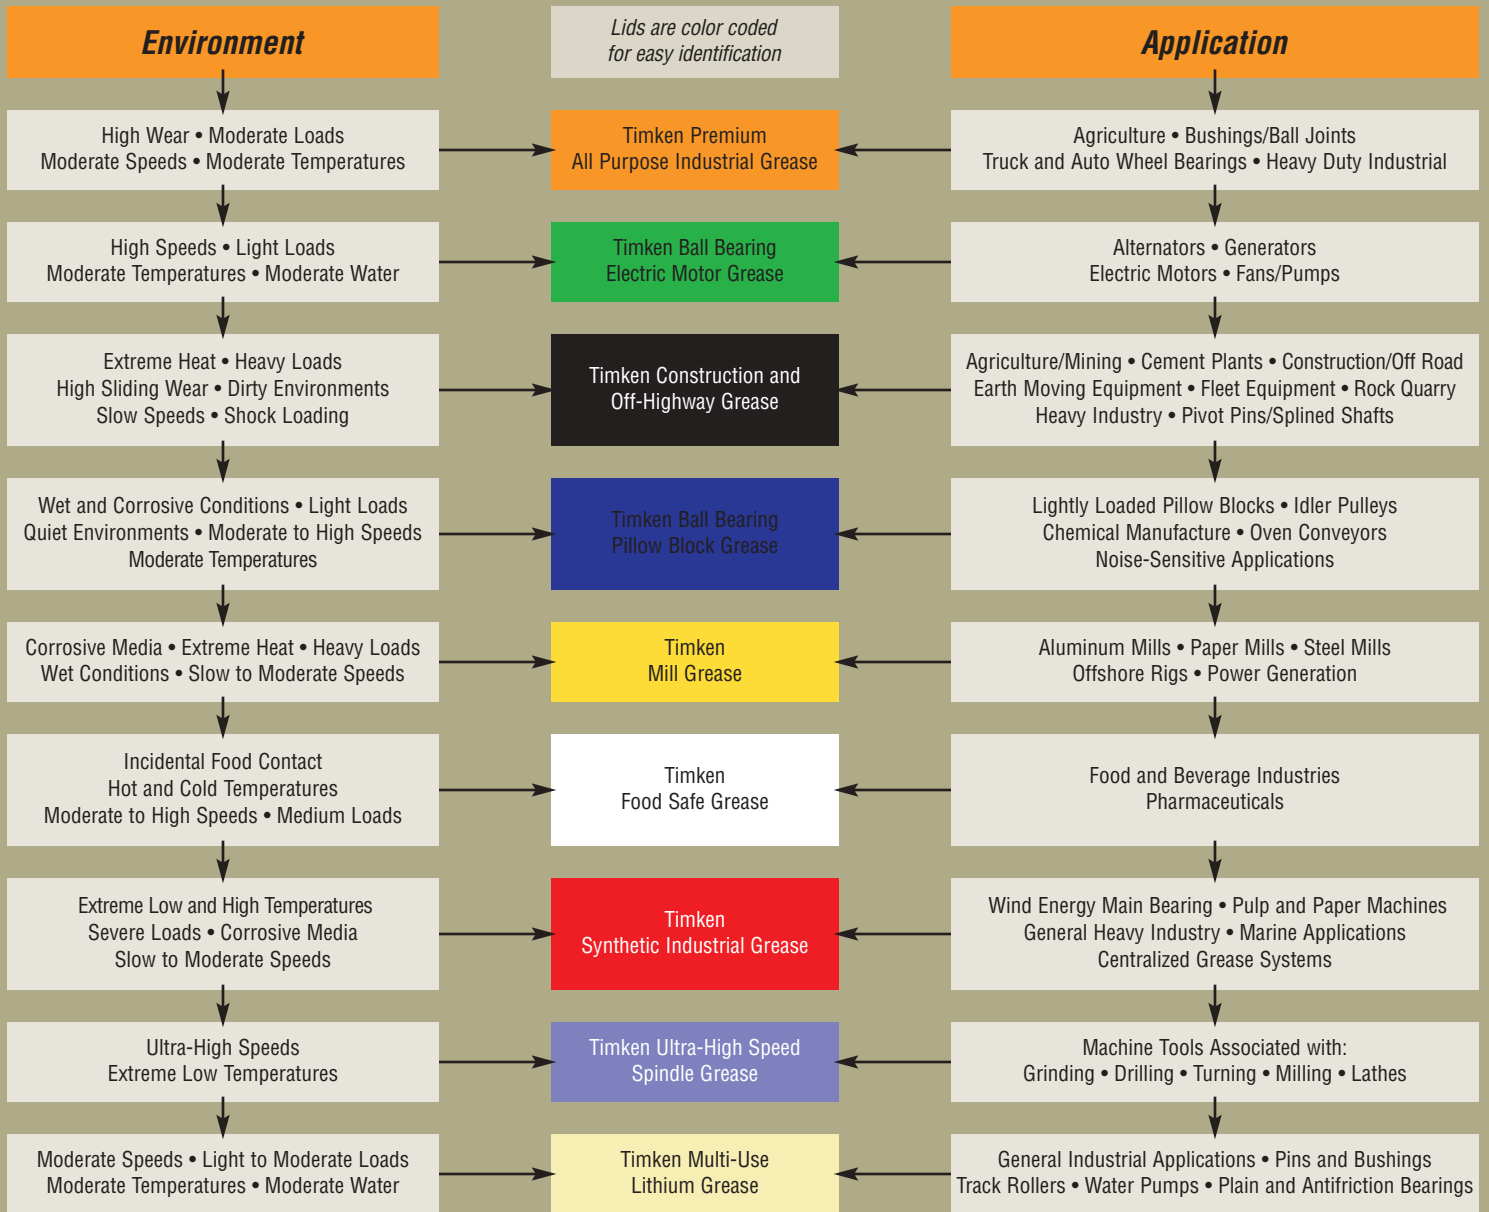 Environment
Lids are color coded
for easy identification
Application
High Wear • Moderate Loads
Moderate Speeds • Moderate Temperatures
Timken Premium
All Purpose Industrial Grease
Agriculture • Bushings/Ball Joints
Truck and Auto Wheel Bearings • Heavy Duty Industrial
High Speeds • Light Loads
Moderate Temperatures • Moderate Water
Timken Ball Bearing
Electric Motor Grease
Alternators • Generators
Electric Motors • Fans/Pumps
Extreme Heat • Heavy Loads
High Sliding Wear • Dirty Environments
Slow Speeds • Shock Loading
Timken Construction and
Off-Highway Grease
Agriculture/Mining • Cement Plants • Construction/Off Road
Earth Moving Equipment • Fleet Equipment • Rock Quarry
Heavy Industry • Pivot Pins/Splined Shafts
Wet and Corrosive Conditions • Light Loads
Quiet Environments • Moderate to High Speeds
Moderate Temperatures
Timken Ball Bearing
Pillow Block Grease
Lightly Loaded Pillow Blocks • Idler Pulleys
Chemical Manufacture • Oven Conveyors
Noise-Sensitive Applications
Corrosive Media • Extreme Heat • Heavy Loads
Wet Conditions • Slow to Moderate Speeds
Timken
Mill Grease
Aluminum Mills • Paper Mills • Steel Mills
Offshore Rigs • Power Generation
Incidental Food Contact
Hot and Cold Temperatures
Moderate to High Speeds • Medium Loads
Timken
Food Safe Grease
Food and Beverage Industries
Pharmaceuticals
Extreme Low and High Temperatures
Severe Loads • Corrosive Media
Slow to Moderate Speeds
Timken
Synthetic Industrial Grease
Wind Energy Main Bearing • Pulp and Paper Machines
General Heavy Industry • Marine Applications
Centralized Grease Systems
Ultra-High Speeds
Extreme Low Temperatures
Timken Ultra-High Speed
Spindle Grease
Machine Tools Associated with:
Grinding • Drilling • Turning • Milling • Lathes
Moderate Speeds • Light to Moderate Loads
Moderate Temperatures • Moderate Water
Timken Multi-Use
Lithium Grease
General Industrial Applications • Pins and Bushings
Track Rollers • Water Pumps • Plain and Antifriction Bearings